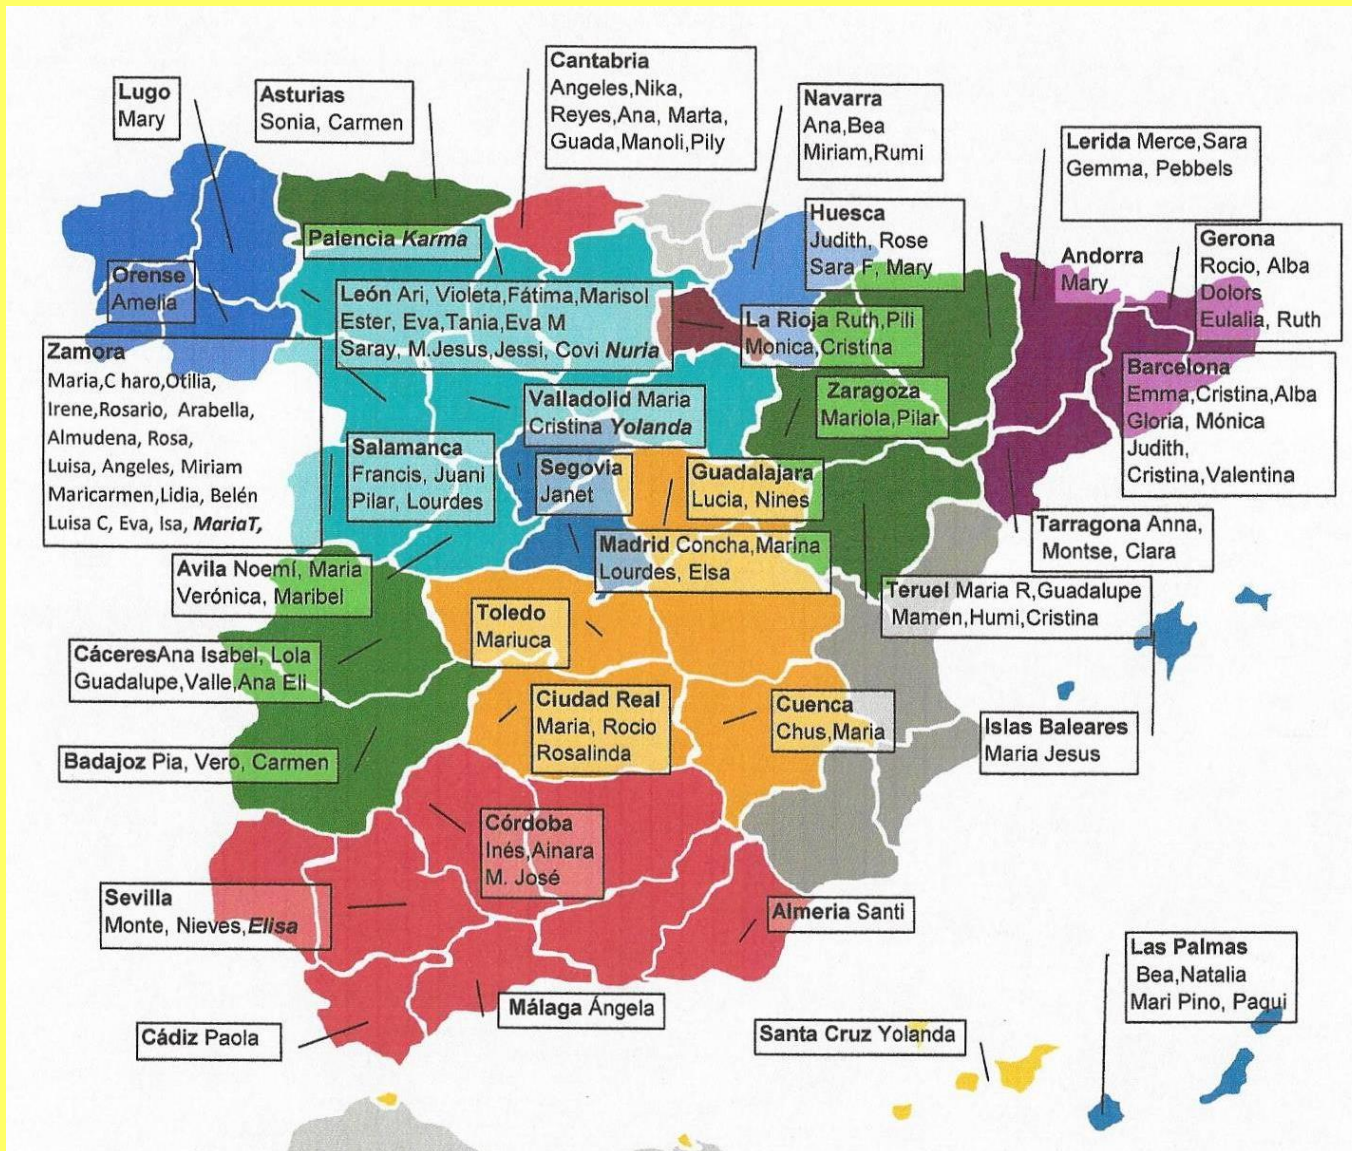 Cantabria
Angeles,Nika,
Reyes,Ana, Marta,
Guada,Manoli,Pily
Lugo
Mary
Asturias
Sonia, Carmen
Navarra
Ana,Bea
Miriam,Rumi
Lerida Merce,Sara
Gemma, Pebbels
Huesca
Judith, Rose
Sara F, Mary
Andorra
Mary
Gerona
Rocio, Alba
Dolors
Eulalia, Ruth
Palencia Karma
Orense
Amelia
León Ari, Violeta,Fátima,Marisol
Ester, Eva,Tania,Eva M
Saray, M.Jesus,Jessi, Covi Nuria
La Rioja Ruth,Pili
Monica,Cristina
Zamora
Maria,C haro,Otilia,
Irene,Rosario, Arabella,
Almudena, Rosa,
Luisa, Angeles, Miriam
Maricarmen,Lidia, Belén
Luisa C, Eva, Isa, MariaT,
Barcelona
Emma,Cristina,Alba
Gloria, Mónica
Judith,
Cristina,Valentina
Valladolid Maria
Cristina Yolanda
Zaragoza
Mariola,Pilar
Salamanca
Francis, Juani
Pilar, Lourdes
Segovia
Janet
Guadalajara
Lucia, Nines
Tarragona Anna,
Montse, Clara
Madrid Concha,Marina
Lourdes, Elsa
Avila Noemí, Maria
Verónica, Maribel
Teruel Maria R,Guadalupe
Mamen,Humi,Cristina
Toledo
Mariuca
CáceresAna Isabel, Lola
Guadalupe,Valle,Ana Eli
Ciudad Real
Maria, Rocio
Rosalinda
Cuenca
Chus,Maria
Islas Baleares
Maria Jesus
Badajoz Pia, Vero, Carmen
Córdoba
Inés,Ainara
M. José
Sevilla
Monte, Nieves,Elisa
Almeria Santi
Las Palmas
Bea,Natalia
Mari Pino, Paqui
Málaga Ángela
Cádiz Paola
Santa Cruz Yolanda